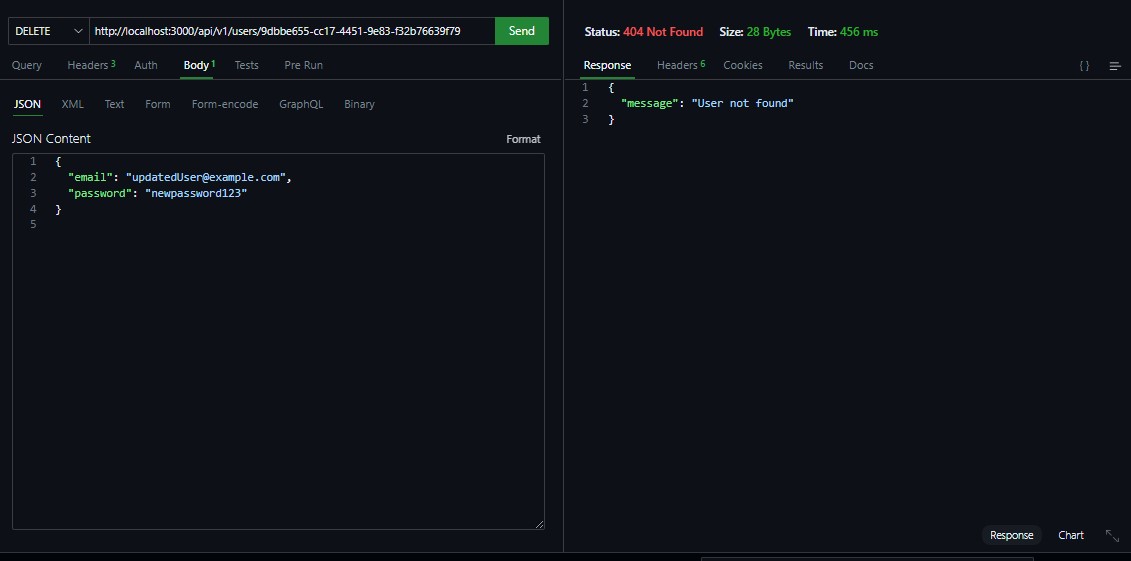 DELETE http://localhost:3000/api/v1/users/9dbbe655-cc17-4451-9e83-f32b76639f79 Send
Query Headers 3 Auth Body 1 Tests Pre Run
JSON XML Text Form Form-encode GraphQL Binary
JSON Content Format
1 {
2 "email": "updatedUser@example.com",
3 "password": "newpassword123"
4 }
5
Status: 404 Not Found Size: 28 Bytes Time: 456 ms
Response Headers 6 Cookies Results Docs { }
1 {
2 "message": "User not found"
3 }
Response Chart